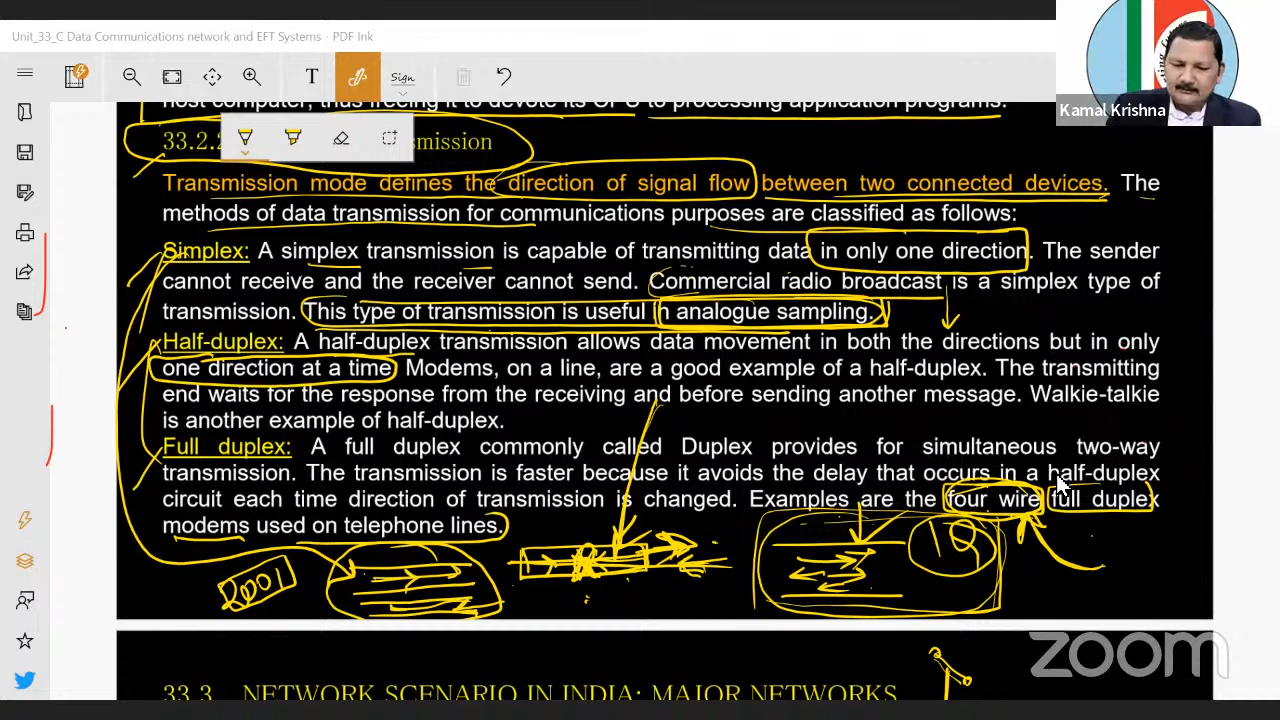 Unit_33_C Data Communications network and EFT Systems - PDF Ink
T
Sign
Kamal Krishna
host computer, thus freeing it to devote its CPU to processing application programs.
33.2.2 smission
Transmission mode defines the direction of signal flow between two connected devices. The
methods of data transmission for communications purposes are classified as follows:
Simplex: A simplex transmission is capable of transmitting data in only one direction. The sender
cannot receive and the receiver cannot send. Commercial radio broadcast is a simplex type of
transmission. This type of transmission is useful in analogue sampling.
Half-duplex: A half-duplex transmission allows data movement in both the directions but in only
one direction at a time. Modems, on a line, are a good example of a half-duplex. The transmitting
end waits for the response from the receiving and before sending another message. Walkie-talkie
is another example of half-duplex.
Full duplex: A full duplex commonly called Duplex provides for simultaneous two-way
transmission. The transmission is faster because it avoids the delay that occurs in a half-duplex
circuit each time direction of transmission is changed. Examples are the four wire full duplex
modems used on telephone lines.
zoom
33.3 NETWORK SCENARIO IN INDIA: MAJOR NETWORKS